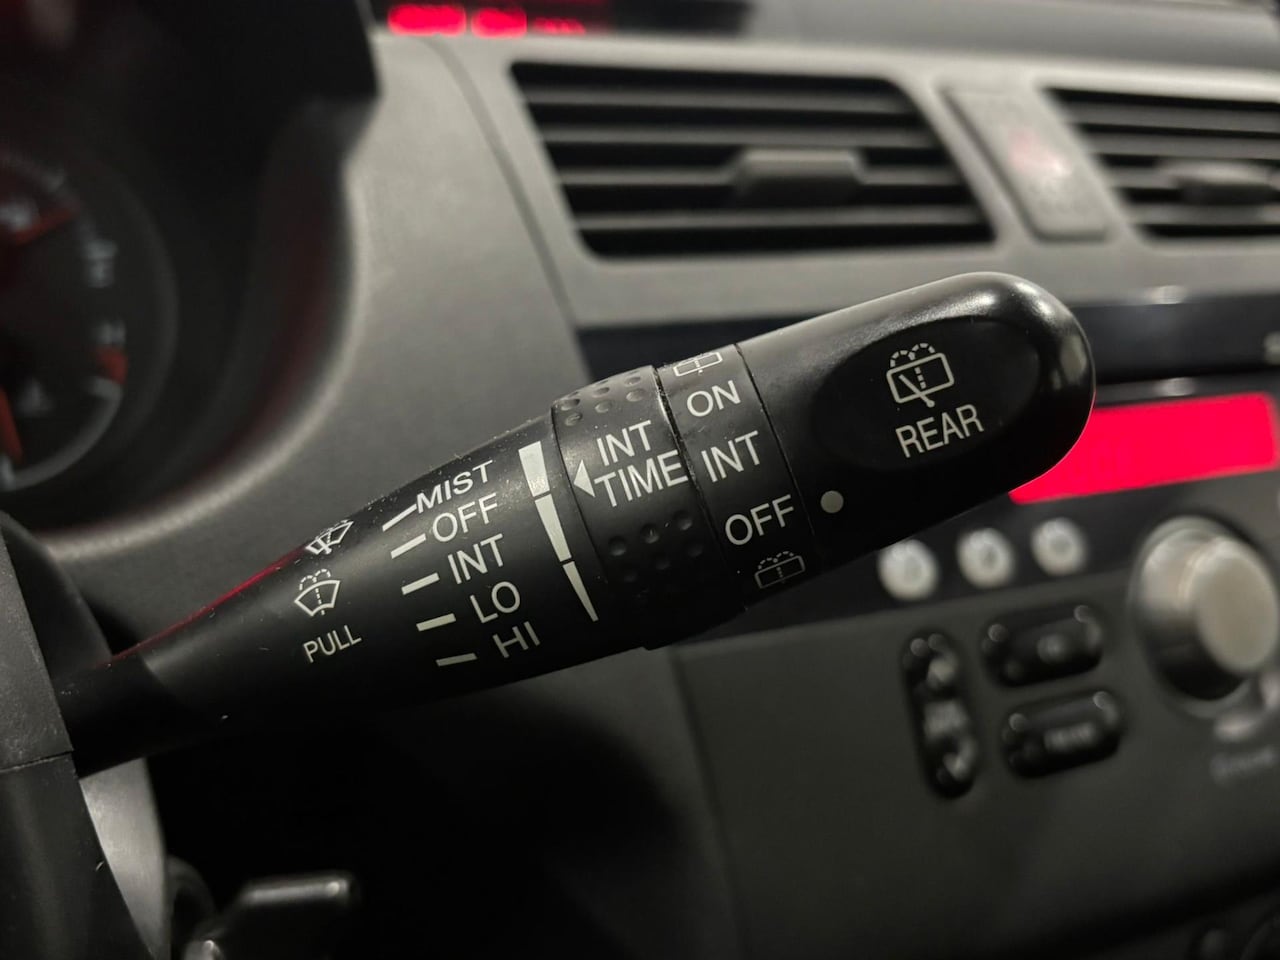 MIST
OFF
INT
LO
HI
PULL
INT
TIME
ON
INT
OFF
REAR